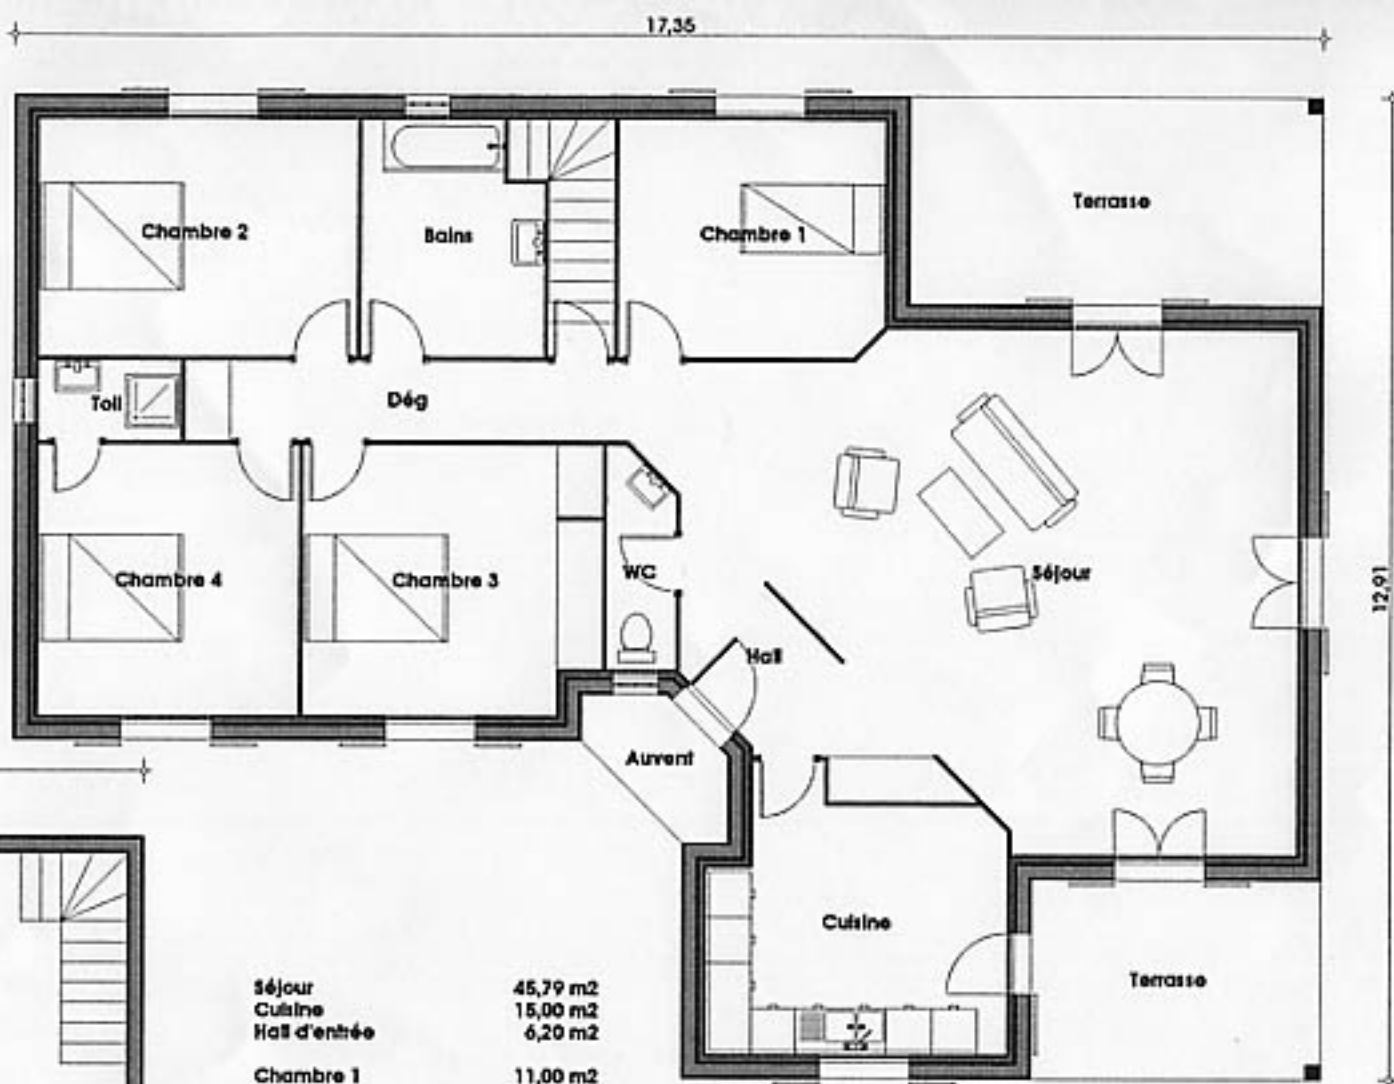 17,35
Terrasse
Chambre 2
Bains
Chambre 1
Toil
Dég
12,91
Chambre 4
Chambre 3
WC
Séjour
Hall
Auvent
Cuisine
Terrasse
Séjour 45,79 m2
Cuisine 15,00 m2
Hall d'entrée 6,20 m2
Chambre 1 11,00 m2